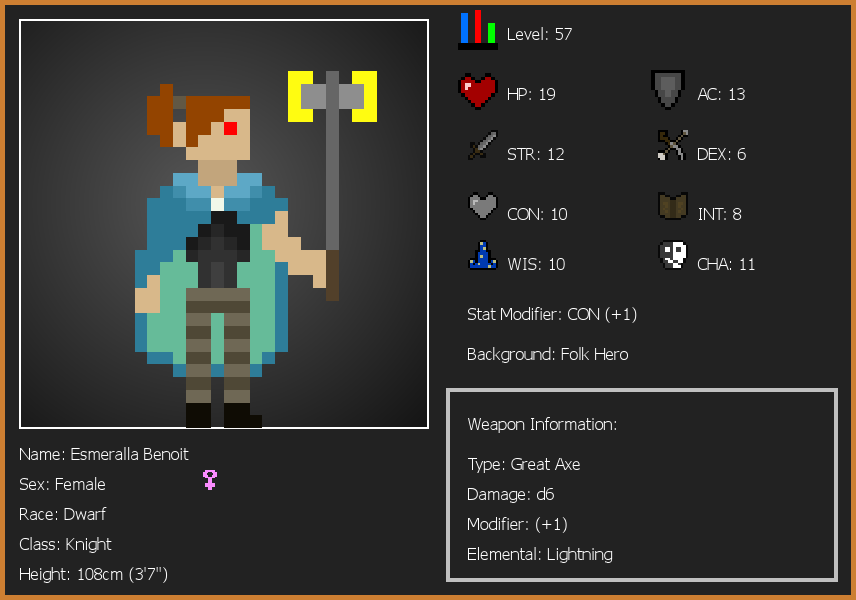 Level: 57
HP: 19
AC: 13
STR: 12
DEX: 6
CON: 10
INT: 8
WIS: 10
CHA: 11
Stat Modifier: CON (+1)
Background: Folk Hero
Weapon Information:
Type: Great Axe
Damage: d6
Modifier: (+1)
Elemental: Lightning
Name: Esmeralla Benoit
Sex: Female
Race: Dwarf
Class: Knight
Height: 108cm (3'7")